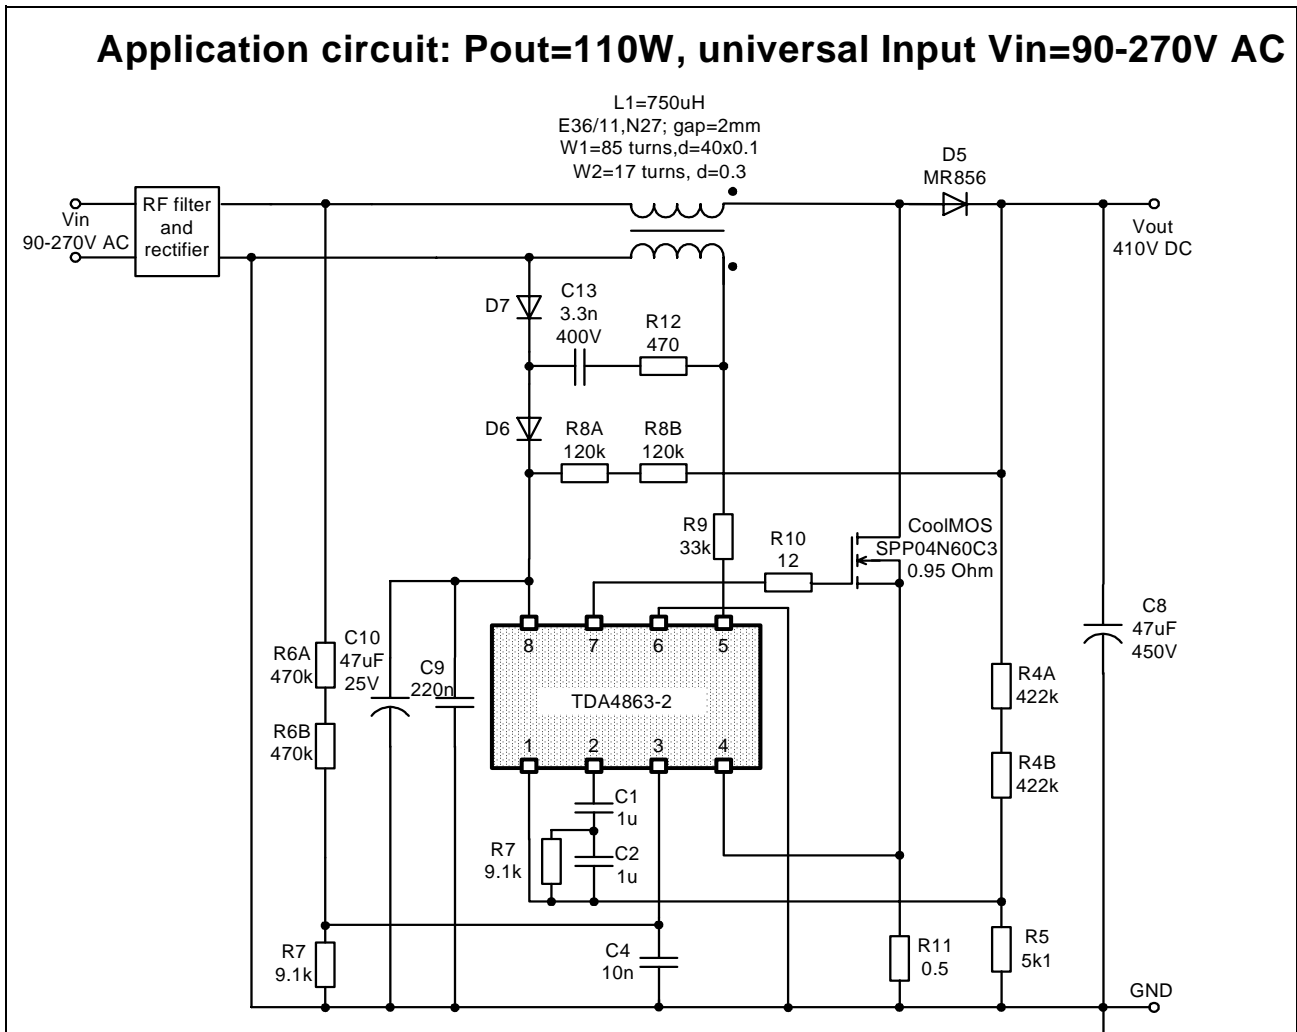 Application circuit: Pout=110W, universal Input Vin=90-270V AC
L1=750uH
E36/11,N27; gap=2mm
W1=85 turns,d=40x0.1
W2=17 turns, d=0.3
D5
MR856
RF filter
and
rectifier
Vin
90-270V AC
Vout
410V DC
D7
C13
3.3n
400V
R12
470
D6
R8A
120k
R8B
120k
R9
33k
R10
12
CoolMOS
SPP04N60C3
0.95 Ohm
C8
47uF
450V
8
7
6
5
R6A
470k
C10
47uF
25V
C9
220n
TDA4863-2
R4A
422k
R6B
470k
1
2
3
4
R4B
422k
C1
1u
R7
9.1k
C2
1u
R7
9.1k
C4
10n
R11
0.5
R5
5k1
GND